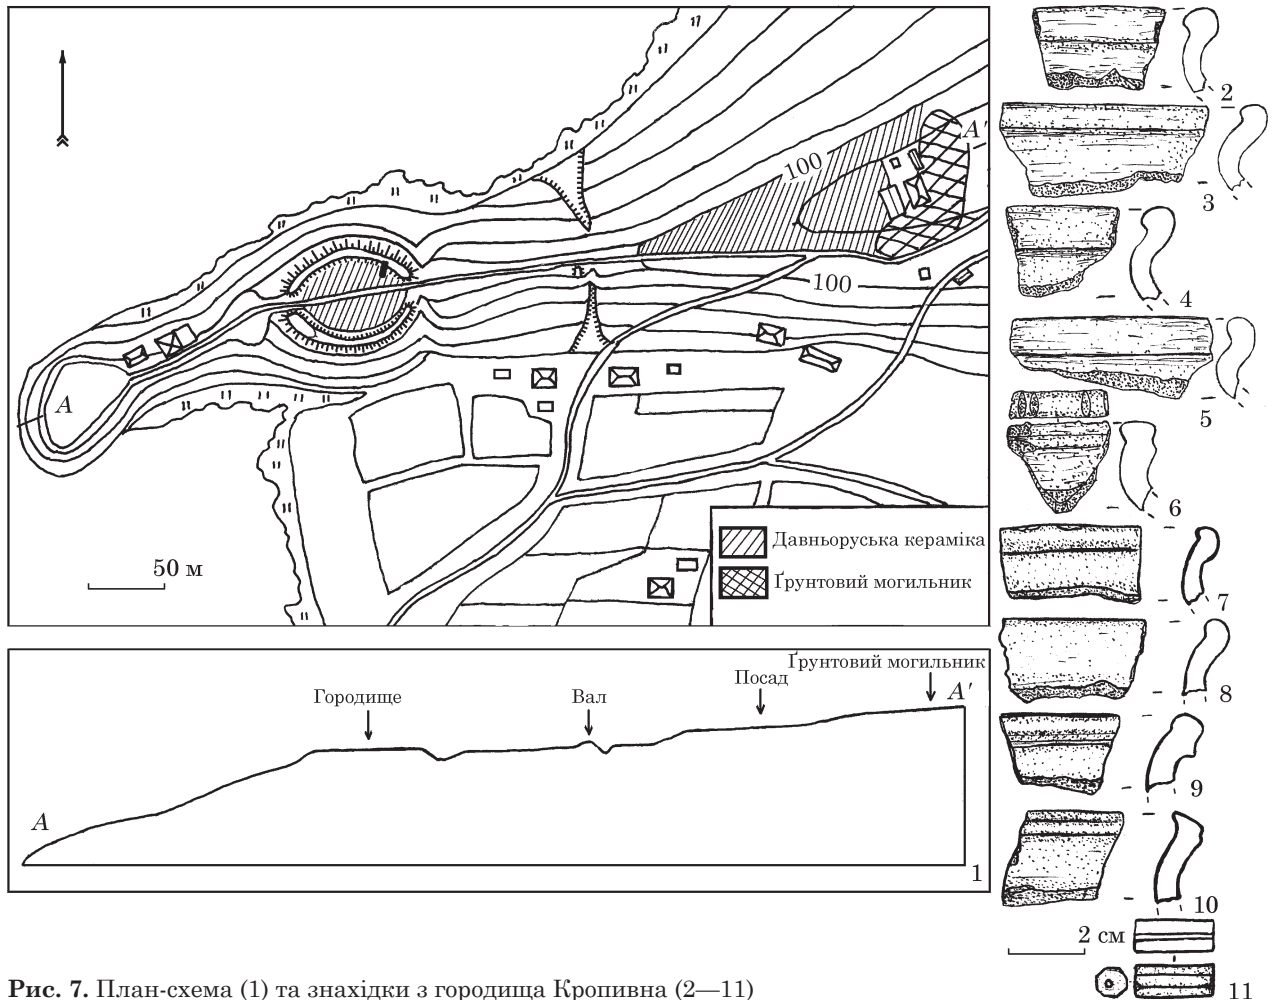 100
A'
100
A
50 м
Давньоруська кераміка
Ґрунтовий могильник
Ґрунтовий могильник
Посад
A'
Городище
Вал
A
1
2
3
4
5
6
7
8
9
10
2 см
11
Рис. 7. План-схема (1) та знахідки з городища Кропивна (2—11)